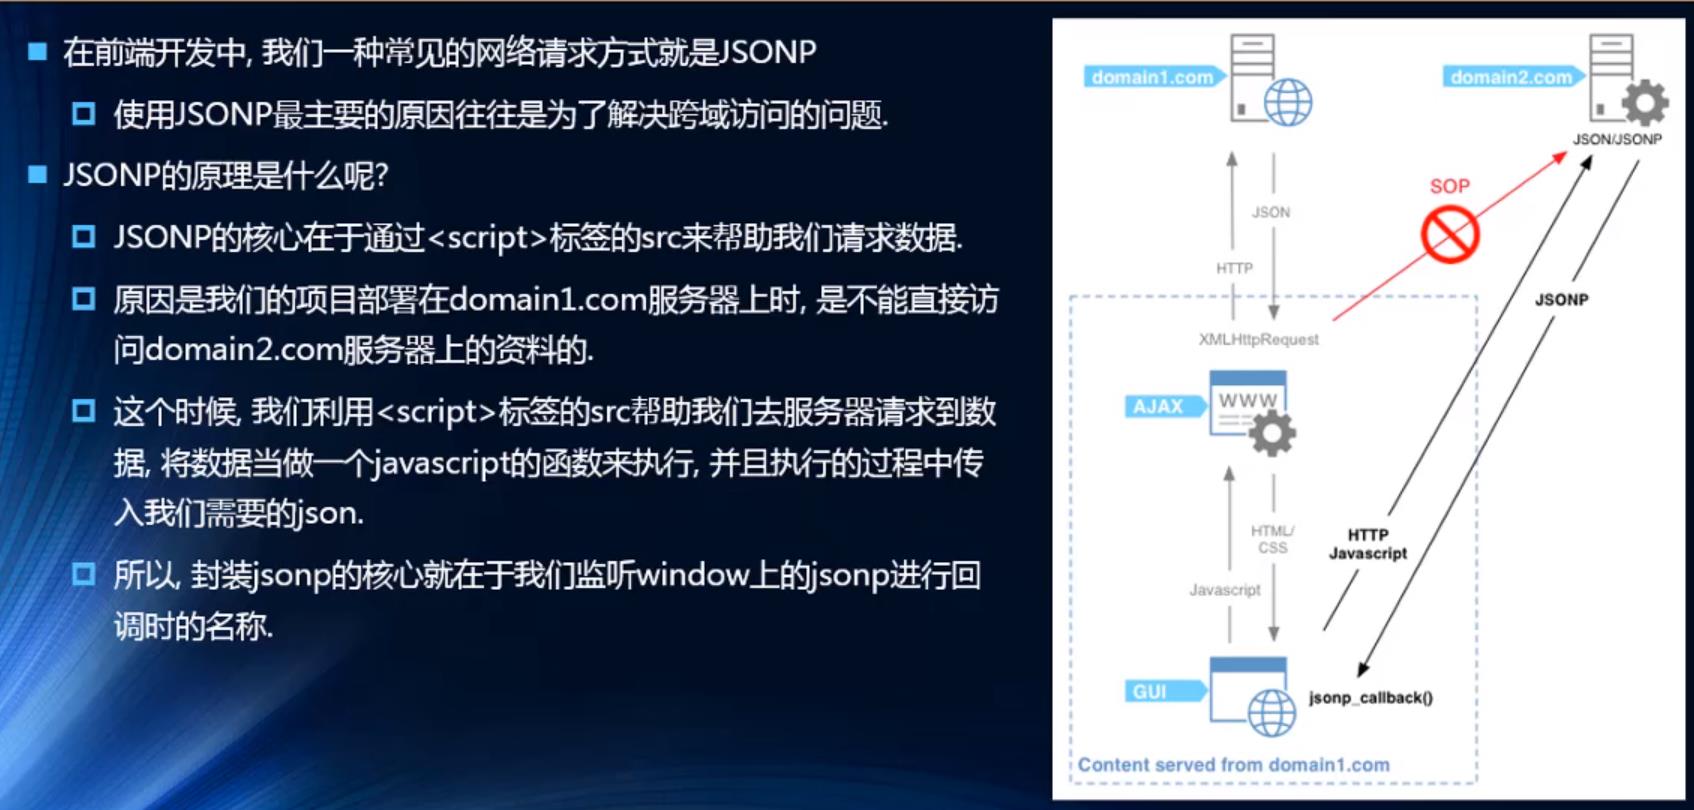 在前端开发中, 我们一种常见的网络请求方式就是JSONP
使用JSONP最主要的原因往往是为了解决跨域访问的问题.
JSONP的原理是什么呢?
JSONP的核心在于通过<script>标签的src来帮助我们请求数据.
原因是我们的项目部署在domain1.com服务器上时, 是不能直接访
问domain2.com服务器上的资料的.
这个时候, 我们利用<script>标签的src帮助我们去服务器请求到数
据, 将数据当做一个javascript的函数来执行, 并且执行的过程中传
入我们需要的json.
所以, 封装jsonp的核心就在于我们监听window上的jsonp进行回
调时的名称.
domain1.com
domain2.com
JSON/JSONP
SOP
JSON
HTTP
JSONP
XMLHttpRequest
WWW
AJAX
HTML/
CSS
HTTP
Javascript
Javascript
GUI
jsonp_callback()
Content served from domain1.com